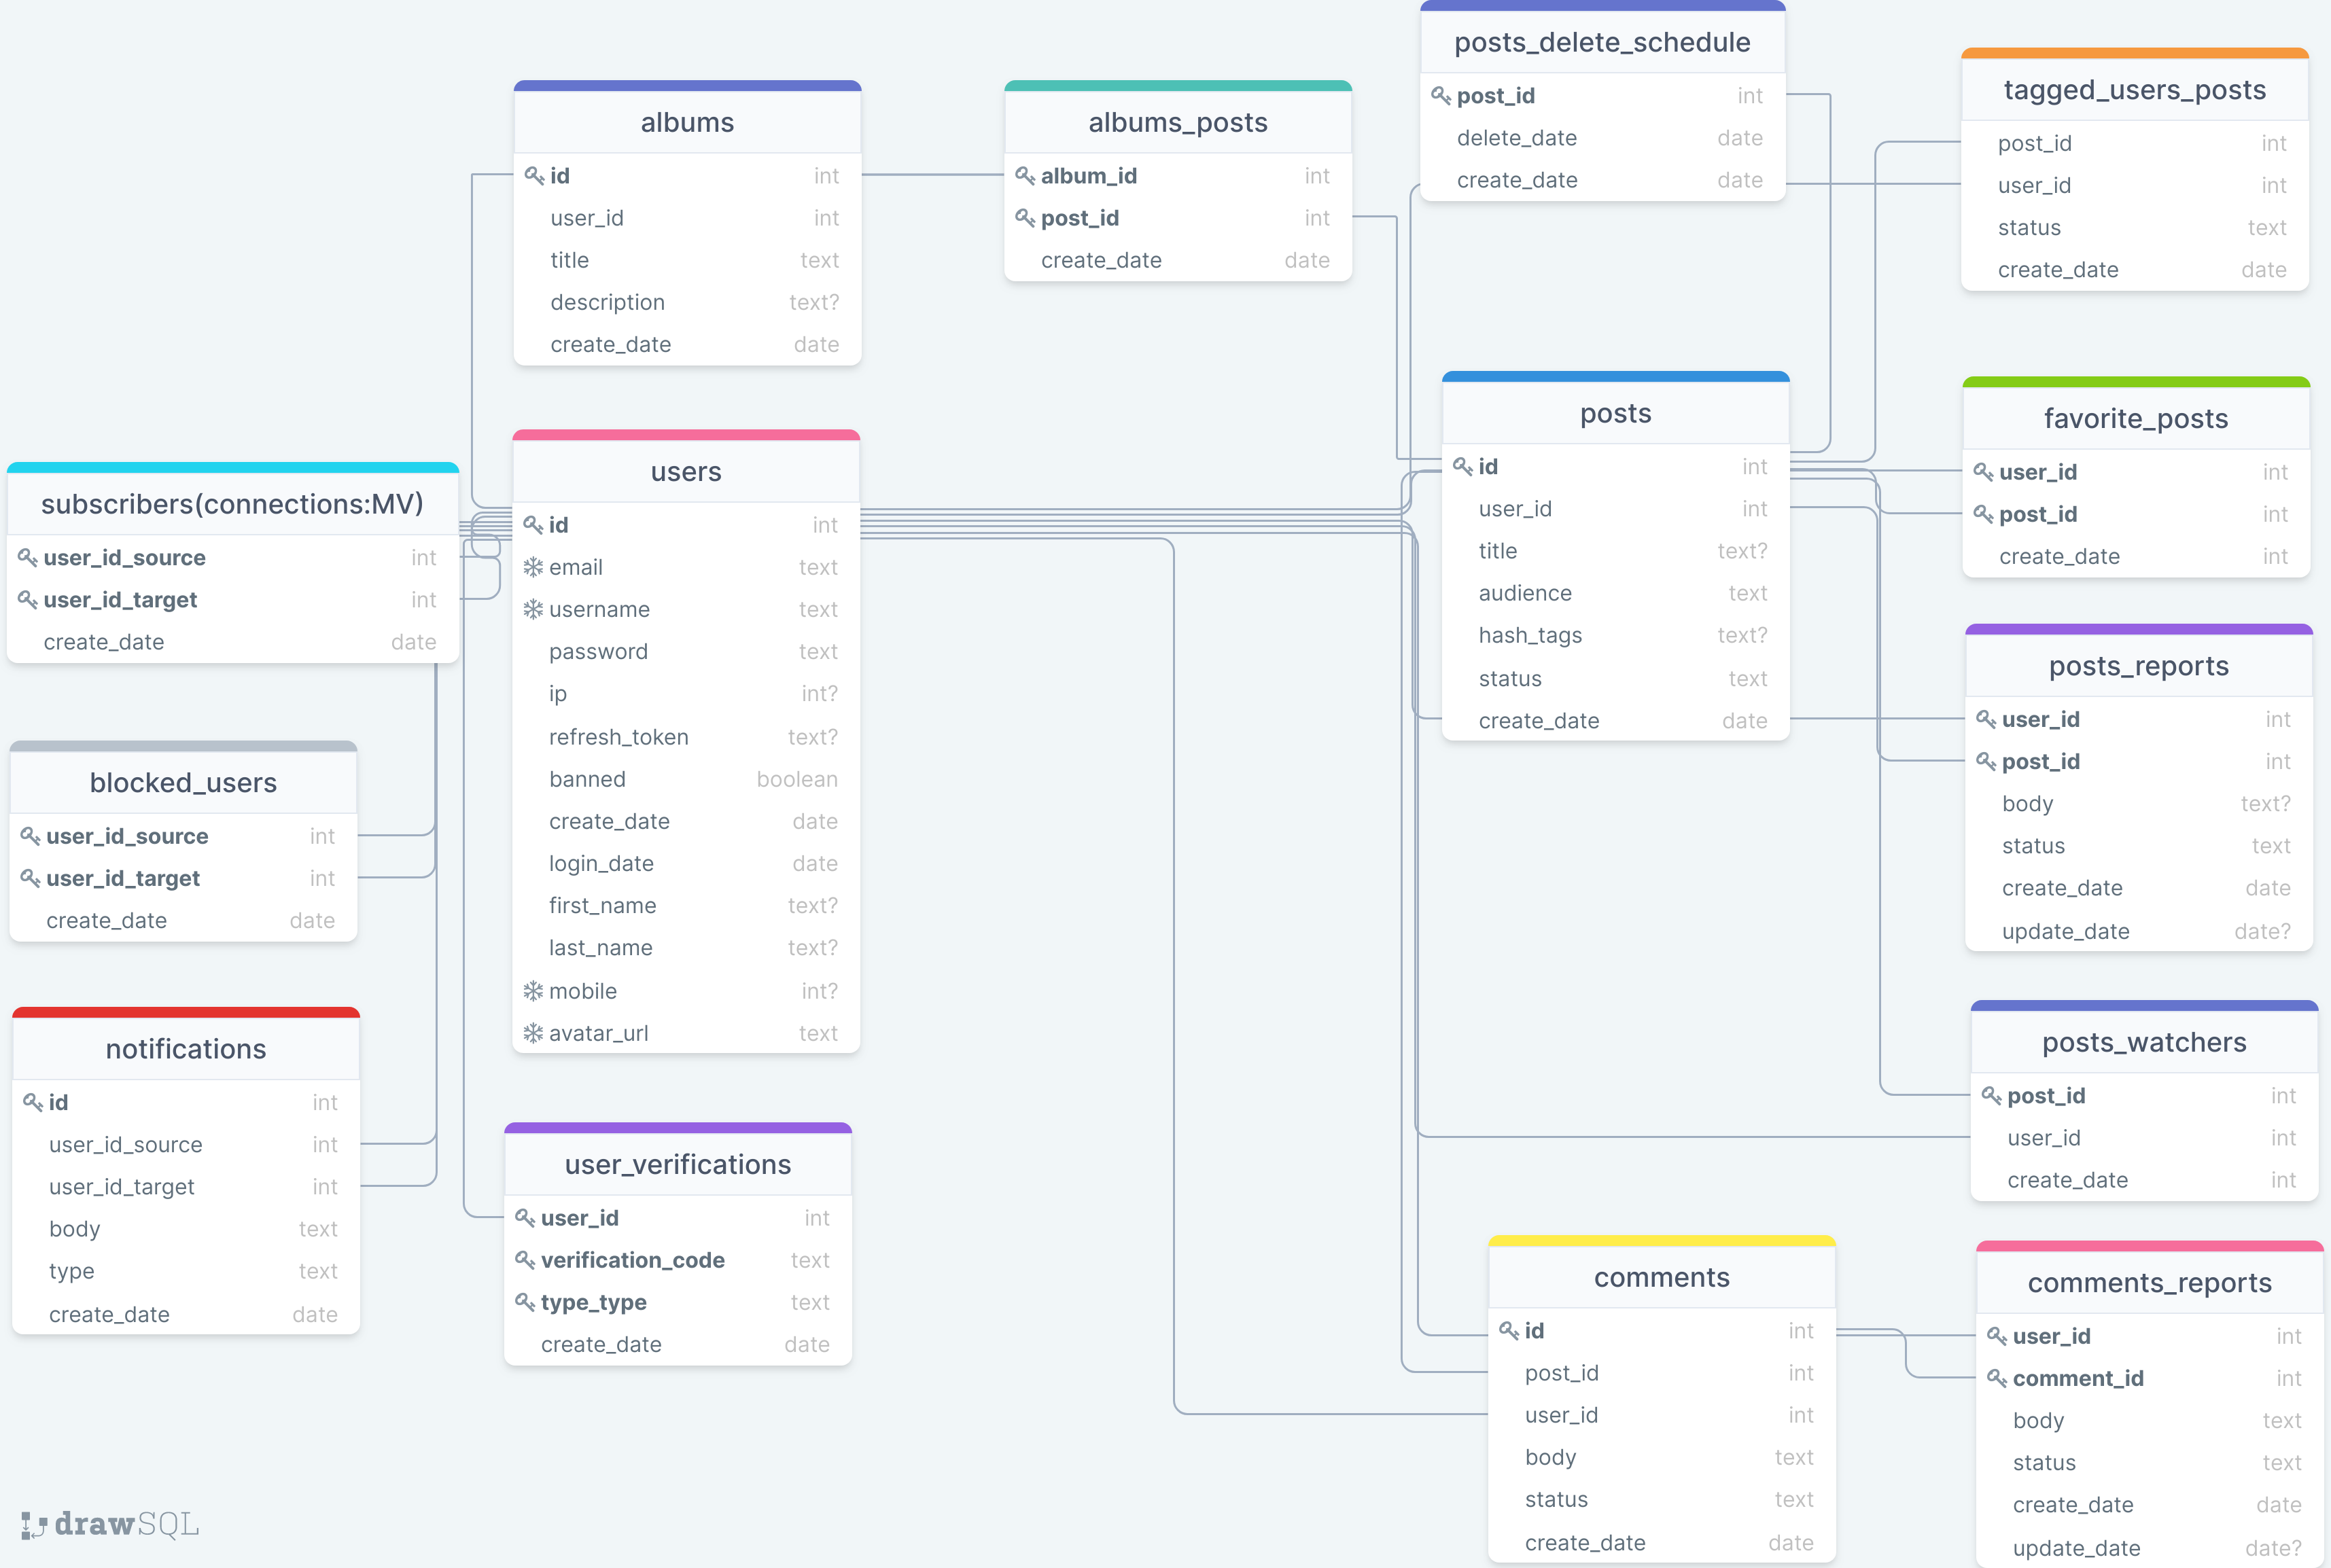 albums
id int
user_id int
title text
description text?
create_date date
albums_posts
album_id int
post_id int
create_date date
posts_delete_schedule
post_id int
delete_date date
create_date date
tagged_users_posts
post_id int
user_id int
status text
create_date date
subscribers(connections:MV)
user_id_source int
user_id_target int
create_date date
users
id int
email text
username text
password text
ip int?
refresh_token text?
banned boolean
create_date date
login_date date
first_name text?
last_name text?
mobile int?
avatar_url text
posts
id int
user_id int
title text?
audience text
hash_tags text?
status text
create_date date
favorite_posts
user_id int
post_id int
create_date int
posts_reports
user_id int
post_id int
body text?
status text
create_date date
update_date date?
blocked_users
user_id_source int
user_id_target int
create_date date
notifications
id int
user_id_source int
user_id_target int
body text
type text
create_date date
user_verifications
user_id int
verification_code text
type_type text
create_date date
posts_watchers
post_id int
user_id int
create_date int
comments
id int
post_id int
user_id int
body text
status text
create_date date
comments_reports
user_id int
comment_id int
body text
status text
create_date date
update_date date?
drawSQL